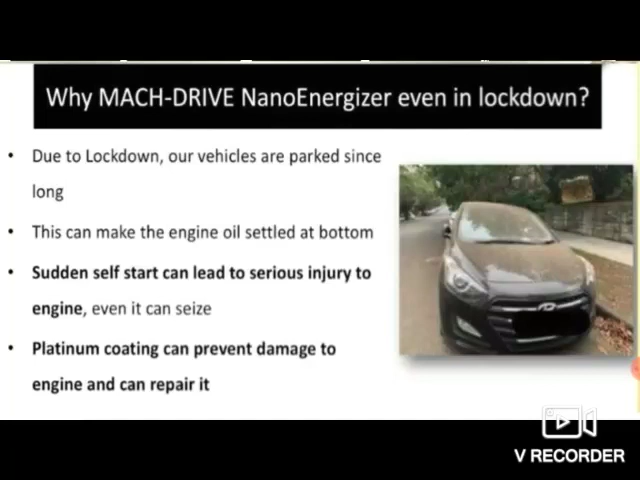 Why MACH-DRIVE NanoEnergizer even in lockdown?
• Due to Lockdown, our vehicles are parked since
long
• This can make the engine oil settled at bottom
• Sudden self start can lead to serious injury to
engine, even it can seize
• Platinum coating can prevent damage to
engine and can repair it
V RECORDER